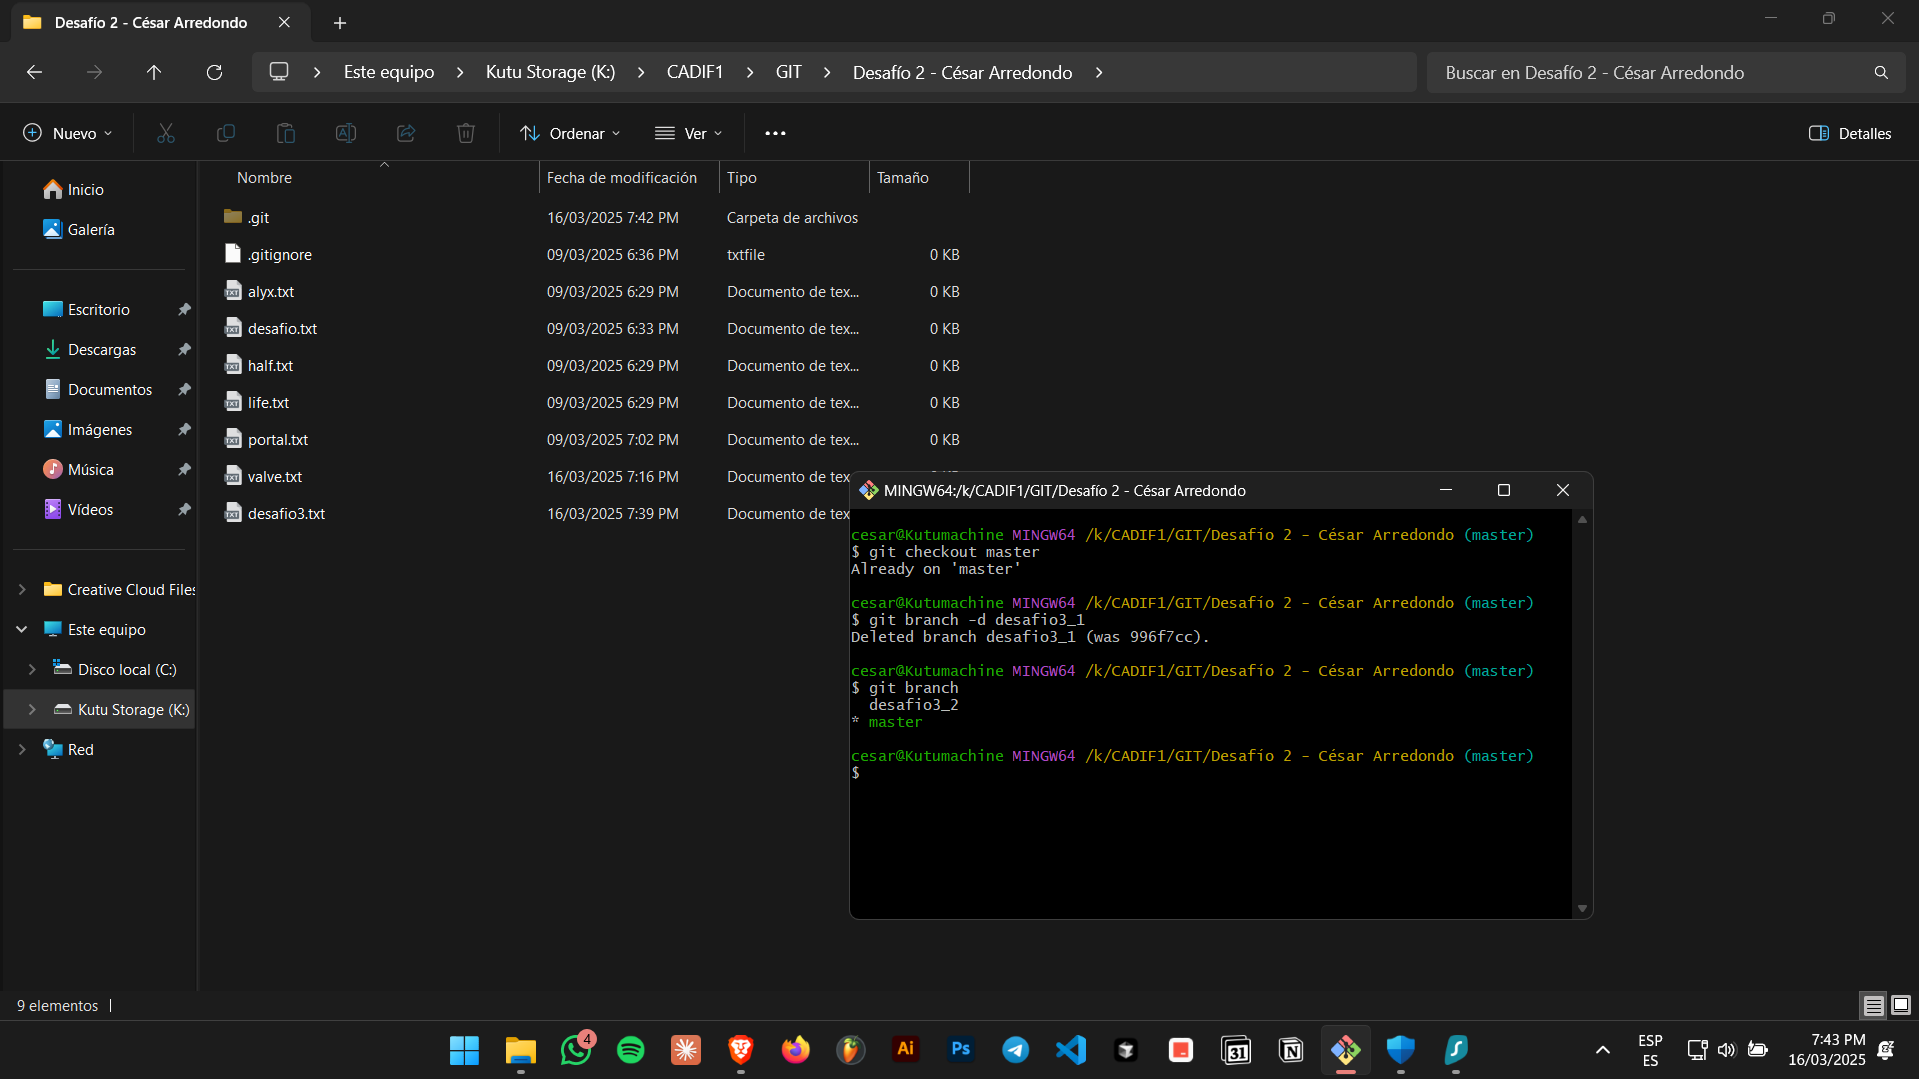 Desafío 2 - César Arredondo
Este equipo
Kutu Storage (K:)
CADIF1
GIT
Desafío 2 - César Arredondo
Buscar en Desafío 2 - César Arredondo
Nuevo
Ordenar
Ver
Detalles
Nombre
Fecha de modificación
Tipo
Tamaño
Inicio
Galería
Escritorio
Descargas
Documentos
Imágenes
Música
Vídeos
Creative Cloud Files
Este equipo
Disco local (C:)
Kutu Storage (K:)
Red
.git 16/03/2025 7:42 PM Carpeta de archivos
.gitignore 09/03/2025 6:36 PM txtfile 0 KB
alyx.txt 09/03/2025 6:29 PM Documento de tex... 0 KB
desafio.txt 09/03/2025 6:33 PM Documento de tex... 0 KB
half.txt 09/03/2025 6:29 PM Documento de tex... 0 KB
life.txt 09/03/2025 6:29 PM Documento de tex... 0 KB
portal.txt 09/03/2025 7:02 PM Documento de tex... 0 KB
valve.txt 16/03/2025 7:16 PM Documento de tex
desafio3.txt 16/03/2025 7:39 PM Documento de tex
MINGW64:/k/CADIF1/GIT/Desafío 2 - César Arredondo
cesar@Kutumachine MINGW64 /k/CADIF1/GIT/Desafío 2 - César Arredondo (master)
$ git checkout master
Already on 'master'
cesar@Kutumachine MINGW64 /k/CADIF1/GIT/Desafío 2 - César Arredondo (master)
$ git branch -d desafio3_1
Deleted branch desafio3_1 (was 996f7cc).
cesar@Kutumachine MINGW64 /k/CADIF1/GIT/Desafío 2 - César Arredondo (master)
$ git branch
desafio3_2
* master
cesar@Kutumachine MINGW64 /k/CADIF1/GIT/Desafío 2 - César Arredondo (master)
$
9 elementos
4
Ai
Ps
31
ESP
ES
7:43 PM
16/03/2025